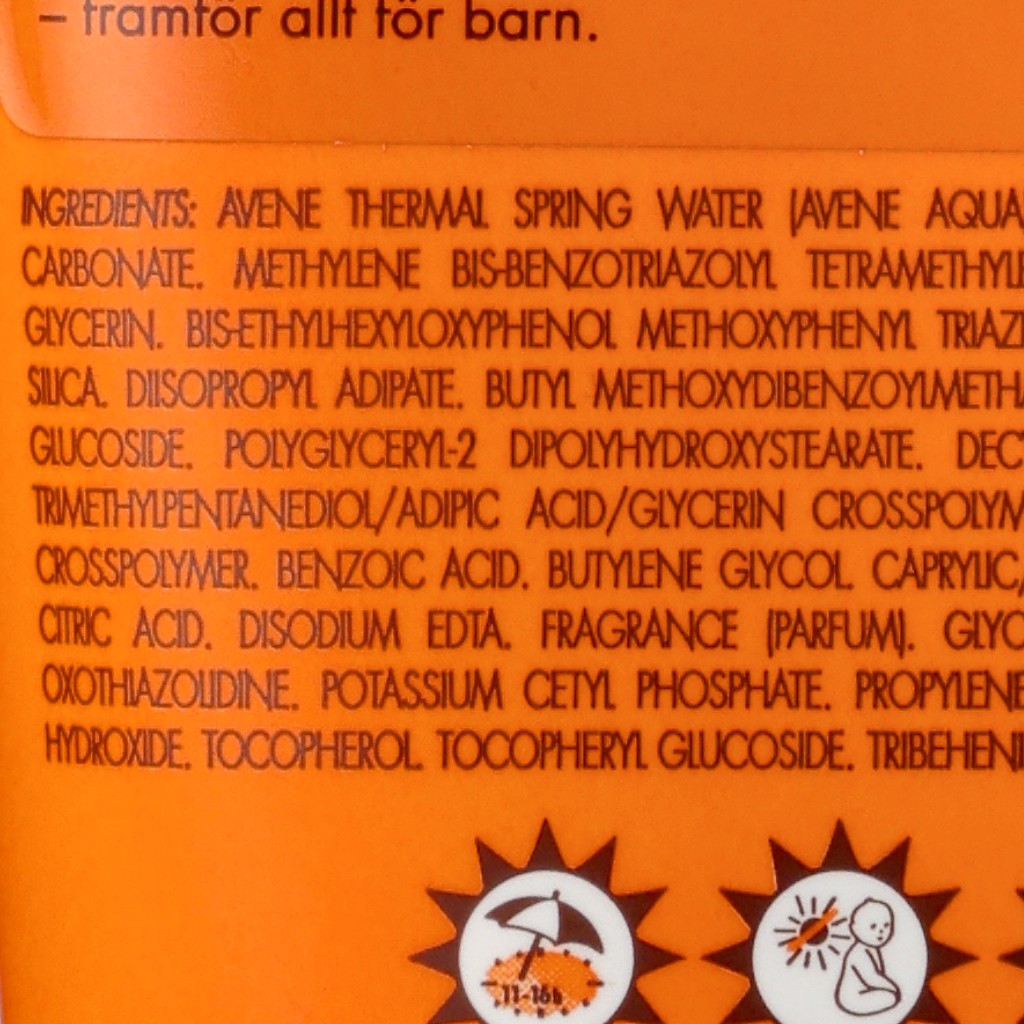 – framför allt för barn.
INGREDIENTS: AVENE THERMAL SPRING WATER (AVENE AQUA
CARBONATE. METHYLENE BIS-BENZOTRIAZOLYL TETRAMETHYL
GLYCERIN. BIS-ETHYLHEXYLOXYPHENOL METHOXYPHENYL TRIAZI
SILICA. DIISOPROPYL ADIPATE. BUTYL METHOXYDIBENZOYLMETHA
GLUCOSIDE. POLYGLYCERYL-2 DIPOLYHYDROXYSTEARATE. DEC
TRIMETHYLPENTANEDIOL/ADIPIC ACID/GLYCERIN CROSSPOLYM
CROSSPOLYMER. BENZOIC ACID. BUTYLENE GLYCOL. CAPRYLIC/
CITRIC ACID. DISODIUM EDTA. FRAGRANCE (PARFUM). GLYC
OXOTHIAZOLIDINE. POTASSIUM CETYL PHOSPHATE. PROPYLENE
HYDROXIDE. TOCOPHEROL. TOCOPHERYL GLUCOSIDE. TRIBEHENI
11-16h